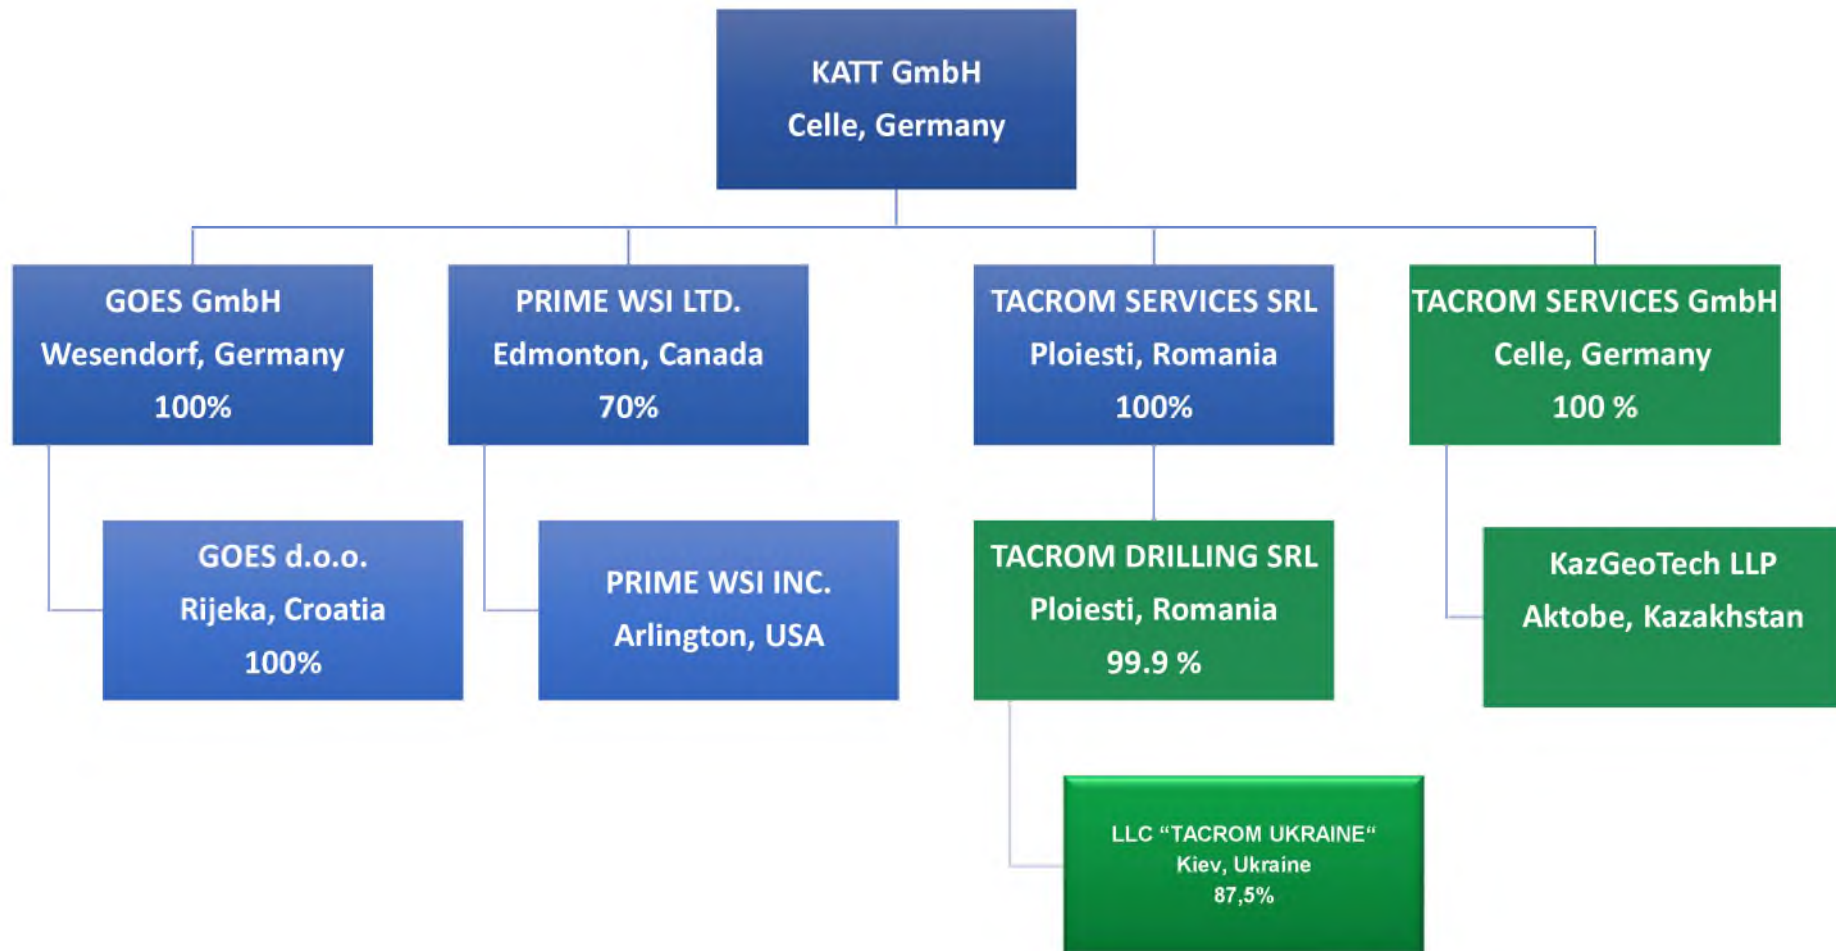 KATT GmbH
Celle, Germany
GOES GmbH
Wesendorf, Germany
100%
PRIME WSI LTD.
Edmonton, Canada
70%
TACROM SERVICES SRL
Ploiesti, Romania
100%
TACROM SERVICES GmbH
Celle, Germany
100 %
GOES d.o.o.
Rijeka, Croatia
100%
PRIME WSI INC.
Arlington, USA
TACROM DRILLING SRL
Ploiesti, Romania
99.9 %
KazGeoTech LLP
Aktobe, Kazakhstan
LLC “TACROM UKRAINE“
Kiev, Ukraine
87,5%